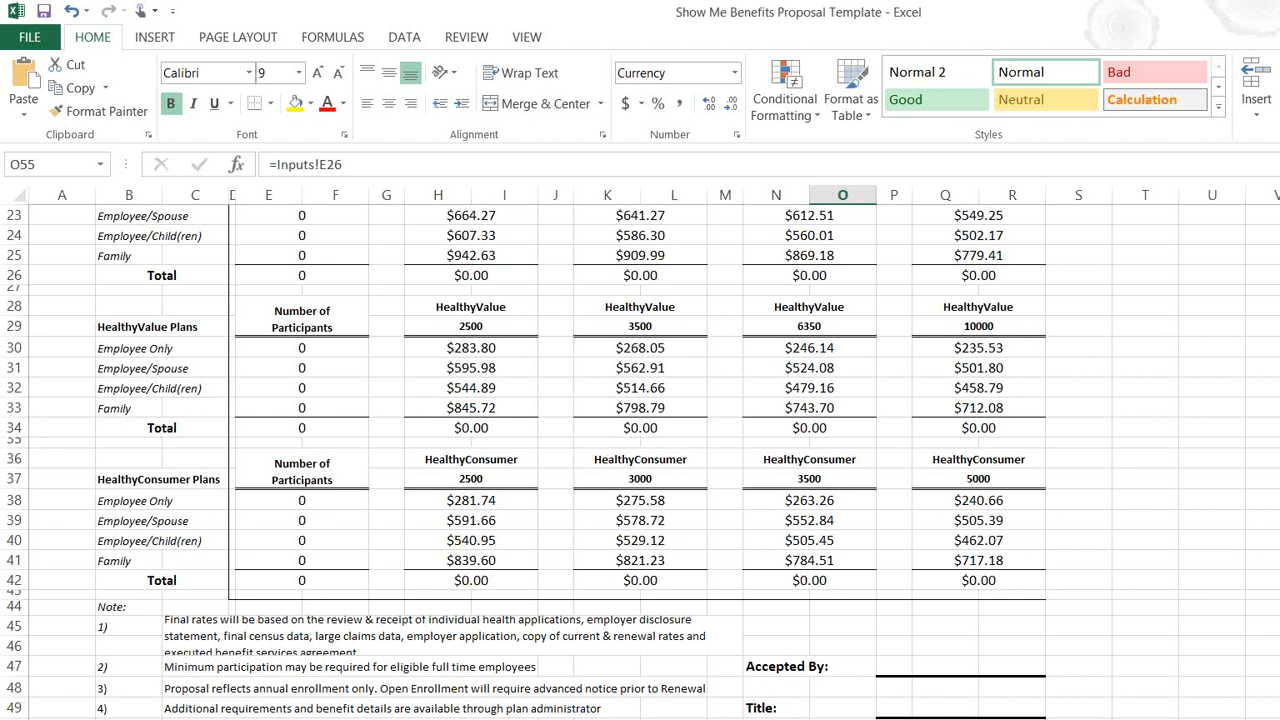 Show Me Benefits Proposal Template - Excel
FILE HOME INSERT PAGE LAYOUT FORMULAS DATA REVIEW VIEW
Cut
Copy
Format Painter
Paste
Calibri 9
B I U
Wrap Text
Merge & Center
Currency
$ % ,
Conditional Formatting
Format as Table
Normal 2 Normal Bad
Good Neutral Calculation
Insert
Clipboard Font Alignment Number Styles
O55 fx =Inputs!E26
A B C D E F G H I J K L M N O P Q R S T U V
23 Employee/Spouse 0 $664.27 $641.27 $612.51 $549.25
24 Employee/Child(ren) 0 $607.33 $586.30 $560.01 $502.17
25 Family 0 $942.63 $909.99 $869.18 $779.41
26 Total 0 $0.00 $0.00 $0.00 $0.00
27
28 Number of HealthyValue HealthyValue HealthyValue HealthyValue
29 HealthyValue Plans Participants 2500 3500 6350 10000
30 Employee Only 0 $283.80 $268.05 $246.14 $235.53
31 Employee/Spouse 0 $595.98 $562.91 $524.08 $501.80
32 Employee/Child(ren) 0 $544.89 $514.66 $479.16 $458.79
33 Family 0 $845.72 $798.79 $743.70 $712.08
34 Total 0 $0.00 $0.00 $0.00 $0.00
35
36 Number of HealthyConsumer HealthyConsumer HealthyConsumer HealthyConsumer
37 HealthyConsumer Plans Participants 2500 3000 3500 5000
38 Employee Only 0 $281.74 $275.58 $263.26 $240.66
39 Employee/Spouse 0 $591.66 $578.72 $552.84 $505.39
40 Employee/Child(ren) 0 $540.95 $529.12 $505.45 $462.07
41 Family 0 $839.60 $821.23 $784.51 $717.18
42 Total 0 $0.00 $0.00 $0.00 $0.00
43
44 Note:
45 1) Final rates will be based on the review & receipt of individual health applications, employer disclosure
statement, final census data, large claims data, employer application, copy of current & renewal rates and
46 executed benefit services agreement
47 2) Minimum participation may be required for eligible full time employees Accepted By:
48 3) Proposal reflects annual enrollment only. Open Enrollment will require advanced notice prior to Renewal
49 4) Additional requirements and benefit details are available through plan administrator Title: